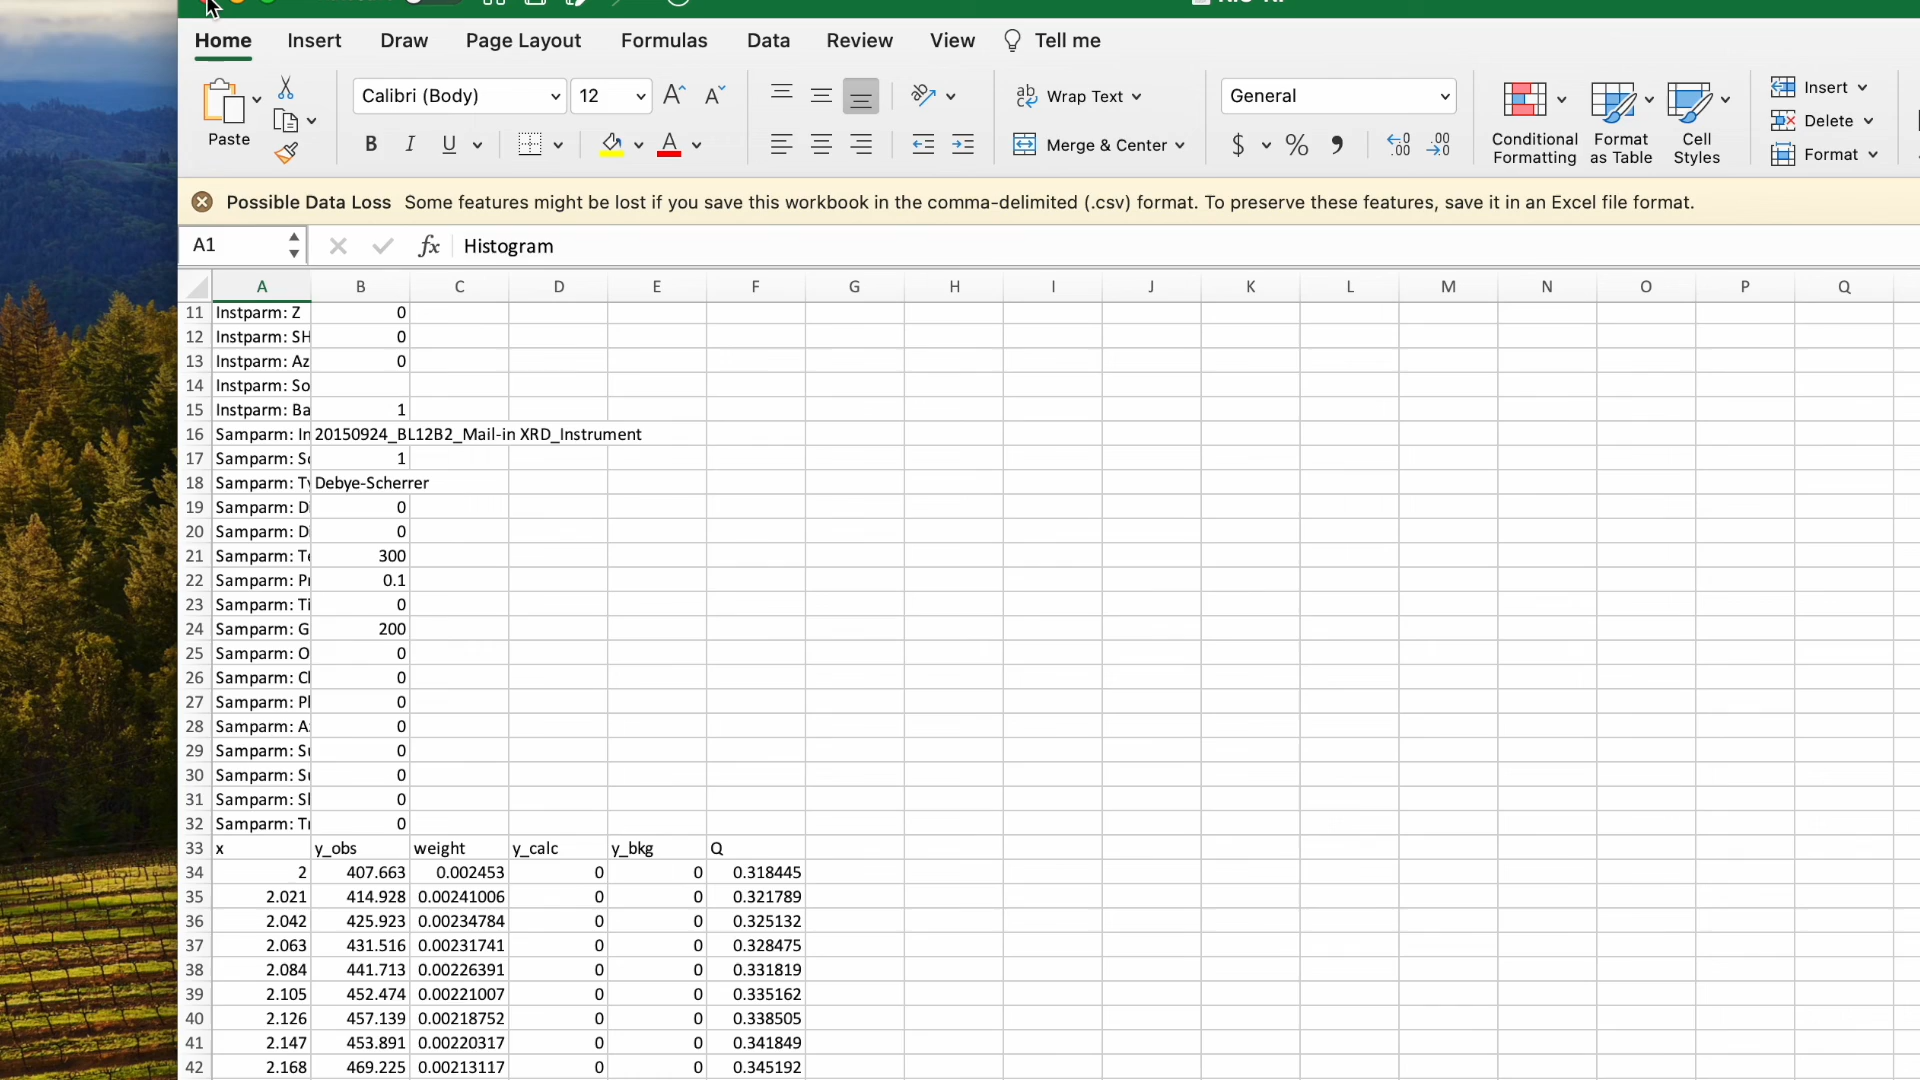 Home Insert Draw Page Layout Formulas Data Review View Tell me
Calibri (Body) 12 Wrap Text General Insert
Paste Delete
B I U Merge & Center $ % Conditional Formatting Format as Table Cell Styles Format
Possible Data Loss Some features might be lost if you save this workbook in the comma-delimited (.csv) format. To preserve these features, save it in an Excel file format.
A1 fx Histogram
A B C D E F G H I J K L M N O P Q
11 Instparm: Z 0
12 Instparm: SH 0
13 Instparm: Az 0
14 Instparm: So
15 Instparm: Ba 1
16 Samparm: In 20150924_BL12B2_Mail-in XRD_Instrument
17 Samparm: Sc 1
18 Samparm: Ty Debye-Scherrer
19 Samparm: Di 0
20 Samparm: Di 0
21 Samparm: Te 300
22 Samparm: Pr 0.1
23 Samparm: Ti 0
24 Samparm: G 200
25 Samparm: O 0
26 Samparm: Cl 0
27 Samparm: Pl 0
28 Samparm: A 0
29 Samparm: Su 0
30 Samparm: Su 0
31 Samparm: Sl 0
32 Samparm: Tr 0
33 x y_obs weight y_calc y_bkg Q
34 2 407.663 0.002453 0 0 0.318445
35 2.021 414.928 0.00241006 0 0 0.321789
36 2.042 425.923 0.00234784 0 0 0.325132
37 2.063 431.516 0.00231741 0 0 0.328475
38 2.084 441.713 0.00226391 0 0 0.331819
39 2.105 452.474 0.00221007 0 0 0.335162
40 2.126 457.139 0.00218752 0 0 0.338505
41 2.147 453.891 0.00220317 0 0 0.341849
42 2.168 469.225 0.00213117 0 0 0.345192